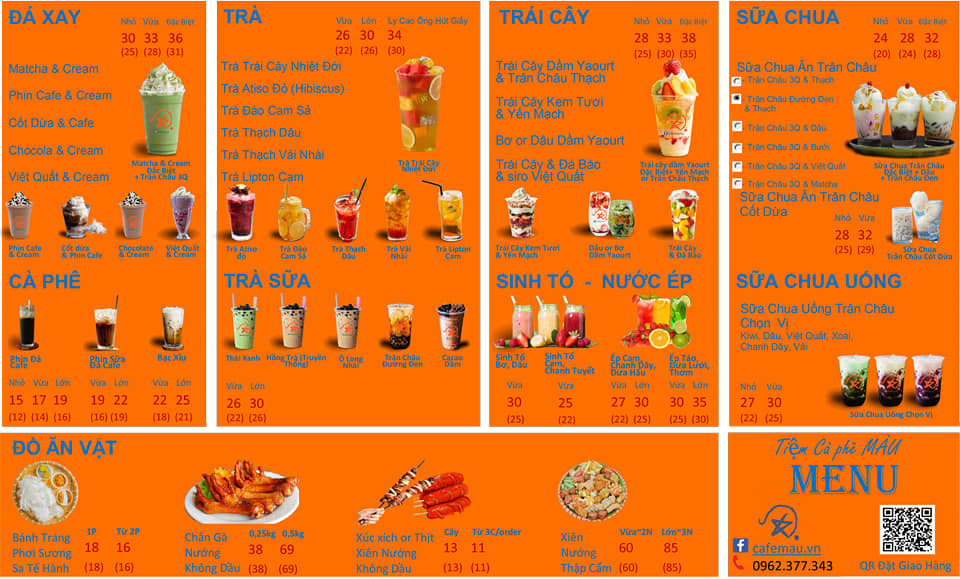 ĐÁ XAY
Nhỏ Vừa Đặc Biệt
30 33 36
(25) (28) (31)
Matcha & Cream
Phin Cafe & Cream
Cốt Dừa & Cafe
Chocola & Cream
Việt Quất & Cream
Matcha & Cream
Đặc Biệt
+ Trân Châu 3Q
Phin Cafe
& Cream
Cốt dừa
& Phin Cafe
Chocolate
& Cream
Việt Quất
& Cream
TRÀ
Vừa Lớn Ly Cao Ống Hút Giấy
26 30 34
(22) (26) (30)
Trà Trái Cây Nhiệt Đới
Trà Atiso Đỏ (Hibiscus)
Trà Đào Cam Sả
Trà Thạch Dâu
Trà Thạch Vải Nhài
Trà Lipton Cam
Trà Trái Cây
Nhiệt Đới
Trà Atiso
đỏ
Trà Đào
Cam Sả
Trà Thạch
Dâu
Trà Vải
Nhài
Trà Lipton
Cam
TRÁI CÂY
Nhỏ Vừa Đặc Biệt
28 33 38
(25) (30) (35)
Trái Cây Dầm Yaourt
& Trân Châu Thạch
Trái Cây Kem Tươi
& Yến Mạch
Bơ or Dâu Dầm Yaourt
Trái Cây & Đá Bào
& siro Việt Quất
Trái cây dầm Yaourt
Đặc Biệt+ Yến Mạch
or Trân Châu Thạch
Trái Cây Kem Tươi
& Yến Mạch
Dâu or Bơ
Dầm Yaourt
Trái Cây
& Đá Bào
SỮA CHUA
Nhỏ Vừa Đặc Biệt
24 28 32
(20) (24) (28)
Sữa Chua Ăn Trân Châu
- Trân Châu 3Q & Thạch
- Trân Châu Đường Đen
& Thạch
- Trân Châu 3Q & Dâu
- Trân Châu 3Q & Bưởi
- Trân Châu 3Q & Việt Quất
- Trân Châu 3Q & Matcha
Sữa Chua Trân Châu
Đặc Biệt + Dâu
+ Trân Châu Đen
Sữa Chua Ăn Trân Châu
Cốt Dừa
Nhỏ Vừa
28 32
(25) (29)
Sữa Chua
Trân Châu Cốt Dừa
CÀ PHÊ
Phin Đá
Cafe
Phin Sữa
Đá Cafe
Bạc Xỉu
Nhỏ Vừa Lớn Nhỏ Vừa Vừa Lớn
15 17 19 19 22 22 25
(12) (14) (16) (16) (19) (18) (21)
TRÀ SỮA
Thái Xanh
Hồng Trà (Truyền
Thống)
Ô Long
Nhài
Trân Châu
Đường Đen
Cacao
Dầm
Vừa Lớn
26 30
(22) (26)
SINH TỐ - NƯỚC ÉP
Sinh Tố
Bơ, Dâu
Sinh Tố
Cam,
Chanh Tuyết
Ép Cam,
Chanh Dây,
Dưa Hấu
Ép Táo,
Dưa Lưới,
Thơm
Vừa Vừa Vừa Lớn Vừa Lớn
30 25 27 30 30 35
(25) (22) (22) (25) (25) (30)
SỮA CHUA UỐNG
Sữa Chua Uống Trân Châu
Chọn Vị
Kiwi, Dâu, Việt Quất, Xoài,
Chanh Dây, Vải
Nhỏ Vừa
27 30
(22) (25)
Sữa Chua Uống Chọn Vị
ĐỒ ĂN VẶT
Bánh Tráng
Phơi Sương
Sa Tế Hành
1P Từ 2P
18 16
(18) (16)
Chân Gà
Nướng
Không Dầu
0,25kg 0,5kg
38 69
(38) (69)
Xúc xích or Thịt
Xiên Nướng
Không Dầu
Cây Từ 3C/order
13 11
(13) (11)
Xiên
Nướng
Thập Cẩm
Vừa~2N Lớn~3N
60 85
(60) (85)
Tiệm Cà phê MÁU
MENU
cafemau.vn
0962.377.343
QR Đặt Giao Hàng